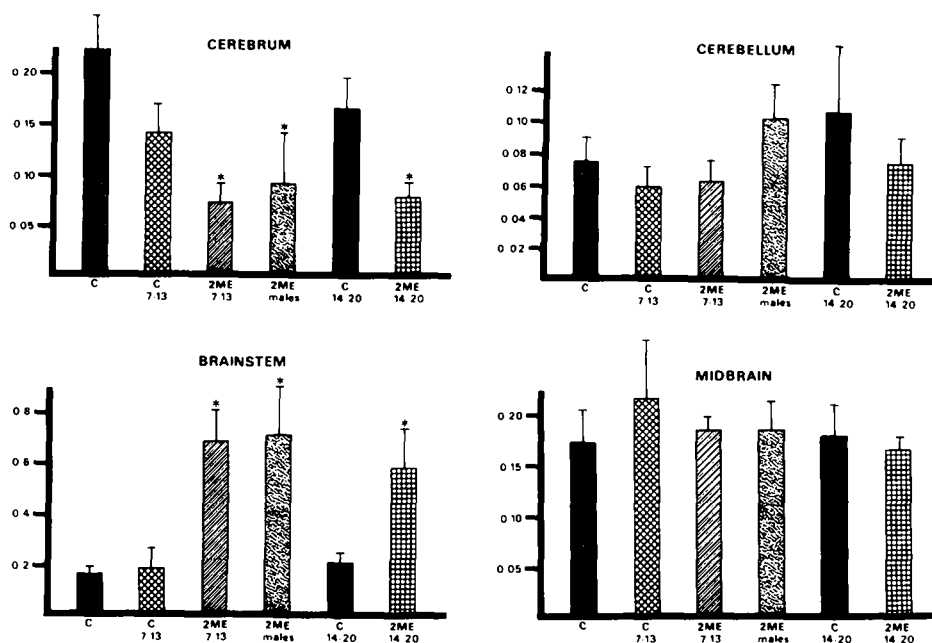 CEREBRUM
0 20
0 15
0 10
0 05
* * *
C C 2ME 2ME C 2ME
7·13 7·13 males 14·20 14·20
CEREBELLUM
0 12
0 10
0 08
0 06
0 04
0 02
C C 2ME 2ME C 2ME
7·13 7·13 males 14·20 14 20
BRAINSTEM
0 8
0 6
0 4
0 2
* * *
C C 2ME 2ME C 2ME
7·13 7·13 males 14·20 14·20
MIDBRAIN
0 20
0 15
0 10
0 05
C C 2ME 2ME C 2ME
7·13 7·13 males 14·20 14·20